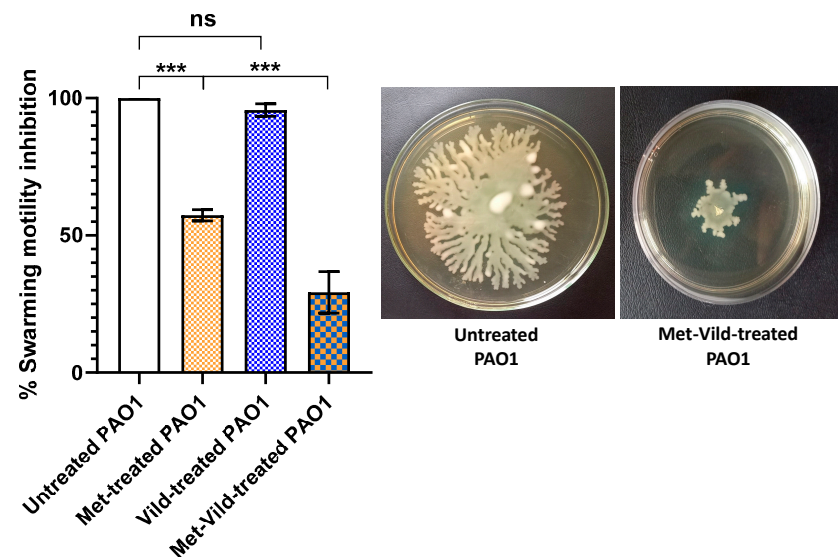 ns
***
***
% Swarming motility inhibition
100
50
0
Untreated PAO1
Met-treated PAO1
Vild-treated PAO1
Met-Vild-treated PAO1
Untreated
PAO1
Met-Vild-treated
PAO1